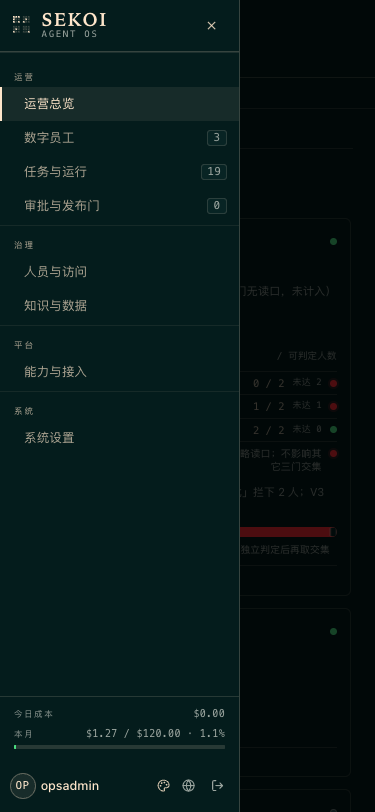 SEKOI
AGENT OS
运营
运营总览
数字员工 3
任务与运行 19
审批与发布门 0
治理
人员与访问
知识与数据
平台
能力与接入
系统
系统设置
今日成本 $0.00
本月 $1.27 / $120.00 · 1.1%
OP opsadmin
门无读口，未计入）
/ 可判定人数
0 / 2 未达 2
1 / 2 未达 1
2 / 2 未达 0
略读口；不影响其
它三门交集
」拦下 2 人；V3
独立判定后再取交集